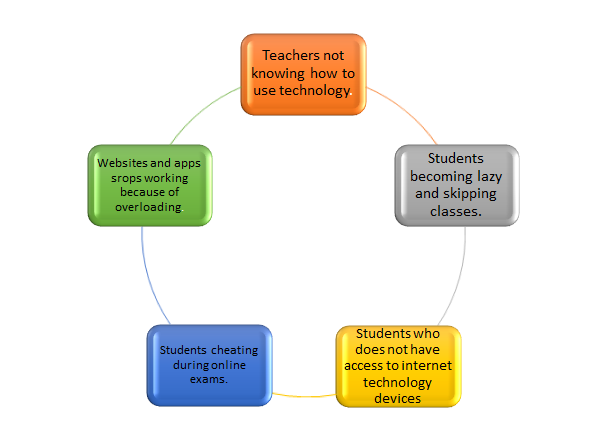 Teachers not
knowing how to
use technology.
Students
becoming lazy
and skipping
classes.
Students who
does not have
access to internet
technology
devices
Students cheating
during online
exams.
Websites and apps
srops working
because of
overloading.